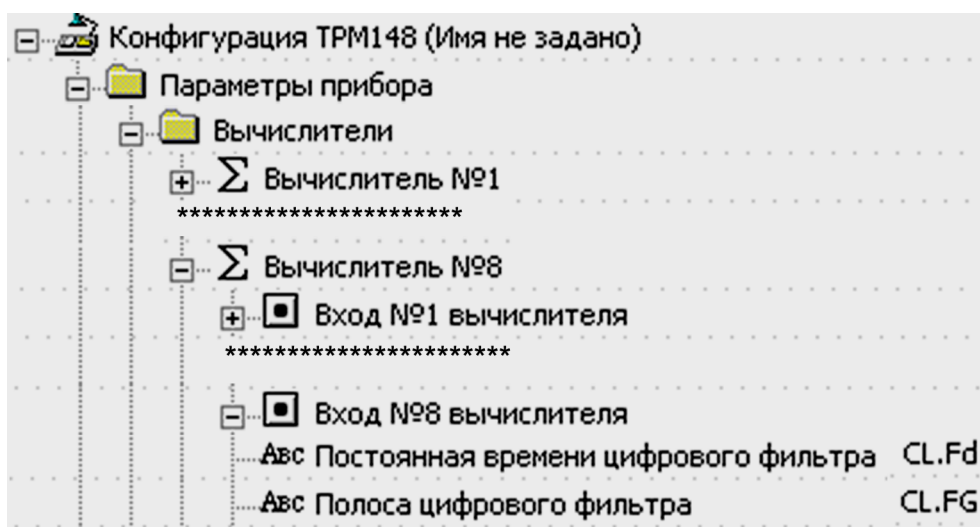 Конфигурация ТРМ148 (Имя не задано)
Параметры прибора
Вычислители
Σ Вычислитель №1
***********************
Σ Вычислитель №8
Вход №1 вычислителя
***********************
Вход №8 вычислителя
Авс Постоянная времени цифрового фильтра CL.Fd
Авс Полоса цифрового фильтра CL.FG